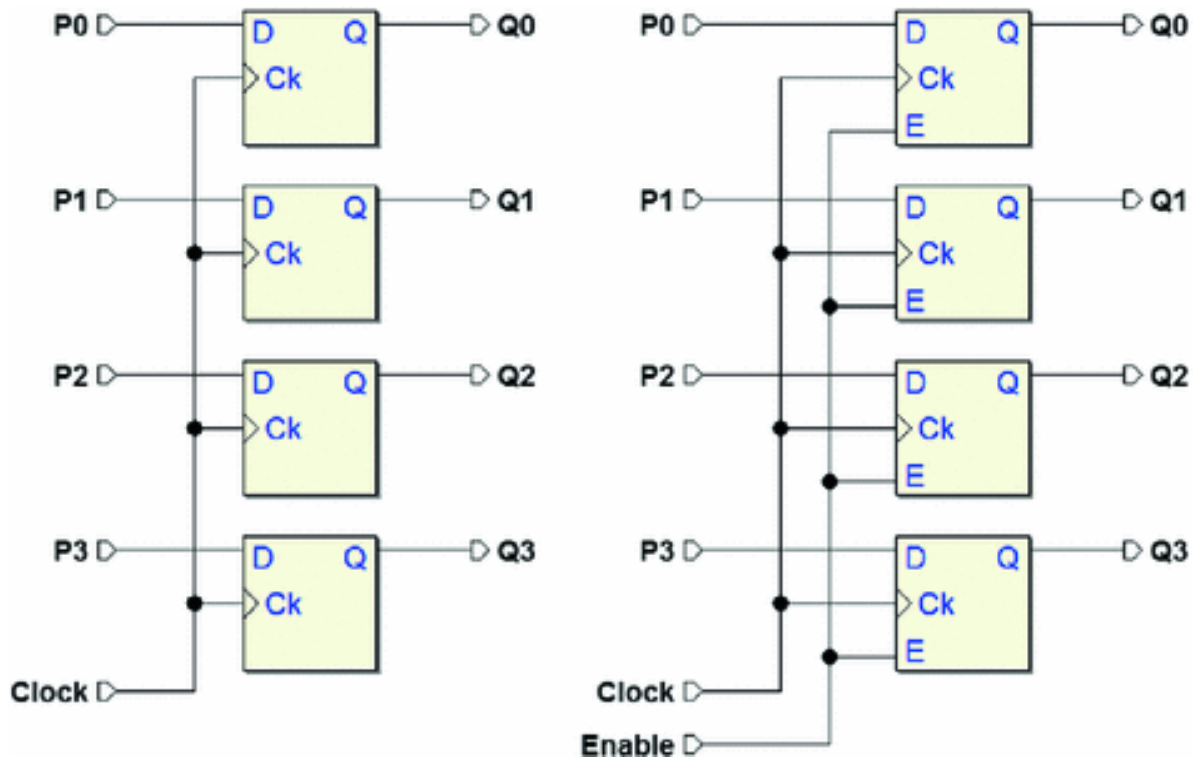 P0 D Q Q0 P0 D Q Q0
Ck Ck
E
P1 D Q Q1 P1 D Q Q1
Ck Ck
E
P2 D Q Q2 P2 D Q Q2
Ck Ck
E
P3 D Q Q3 P3 D Q Q3
Ck Ck
E
Clock Clock
Enable